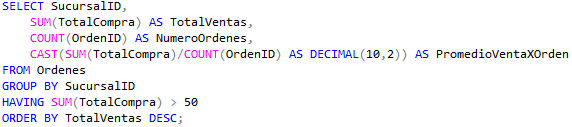 SELECT SucursalID,
SUM(TotalCompra) AS TotalVentas,
COUNT(OrdenID) AS NumeroOrdenes,
CAST(SUM(TotalCompra)/COUNT(OrdenID) AS DECIMAL(10,2)) AS PromedioVentaXOrden
FROM Ordenes
GROUP BY SucursalID
HAVING SUM(TotalCompra) > 50
ORDER BY TotalVentas DESC;